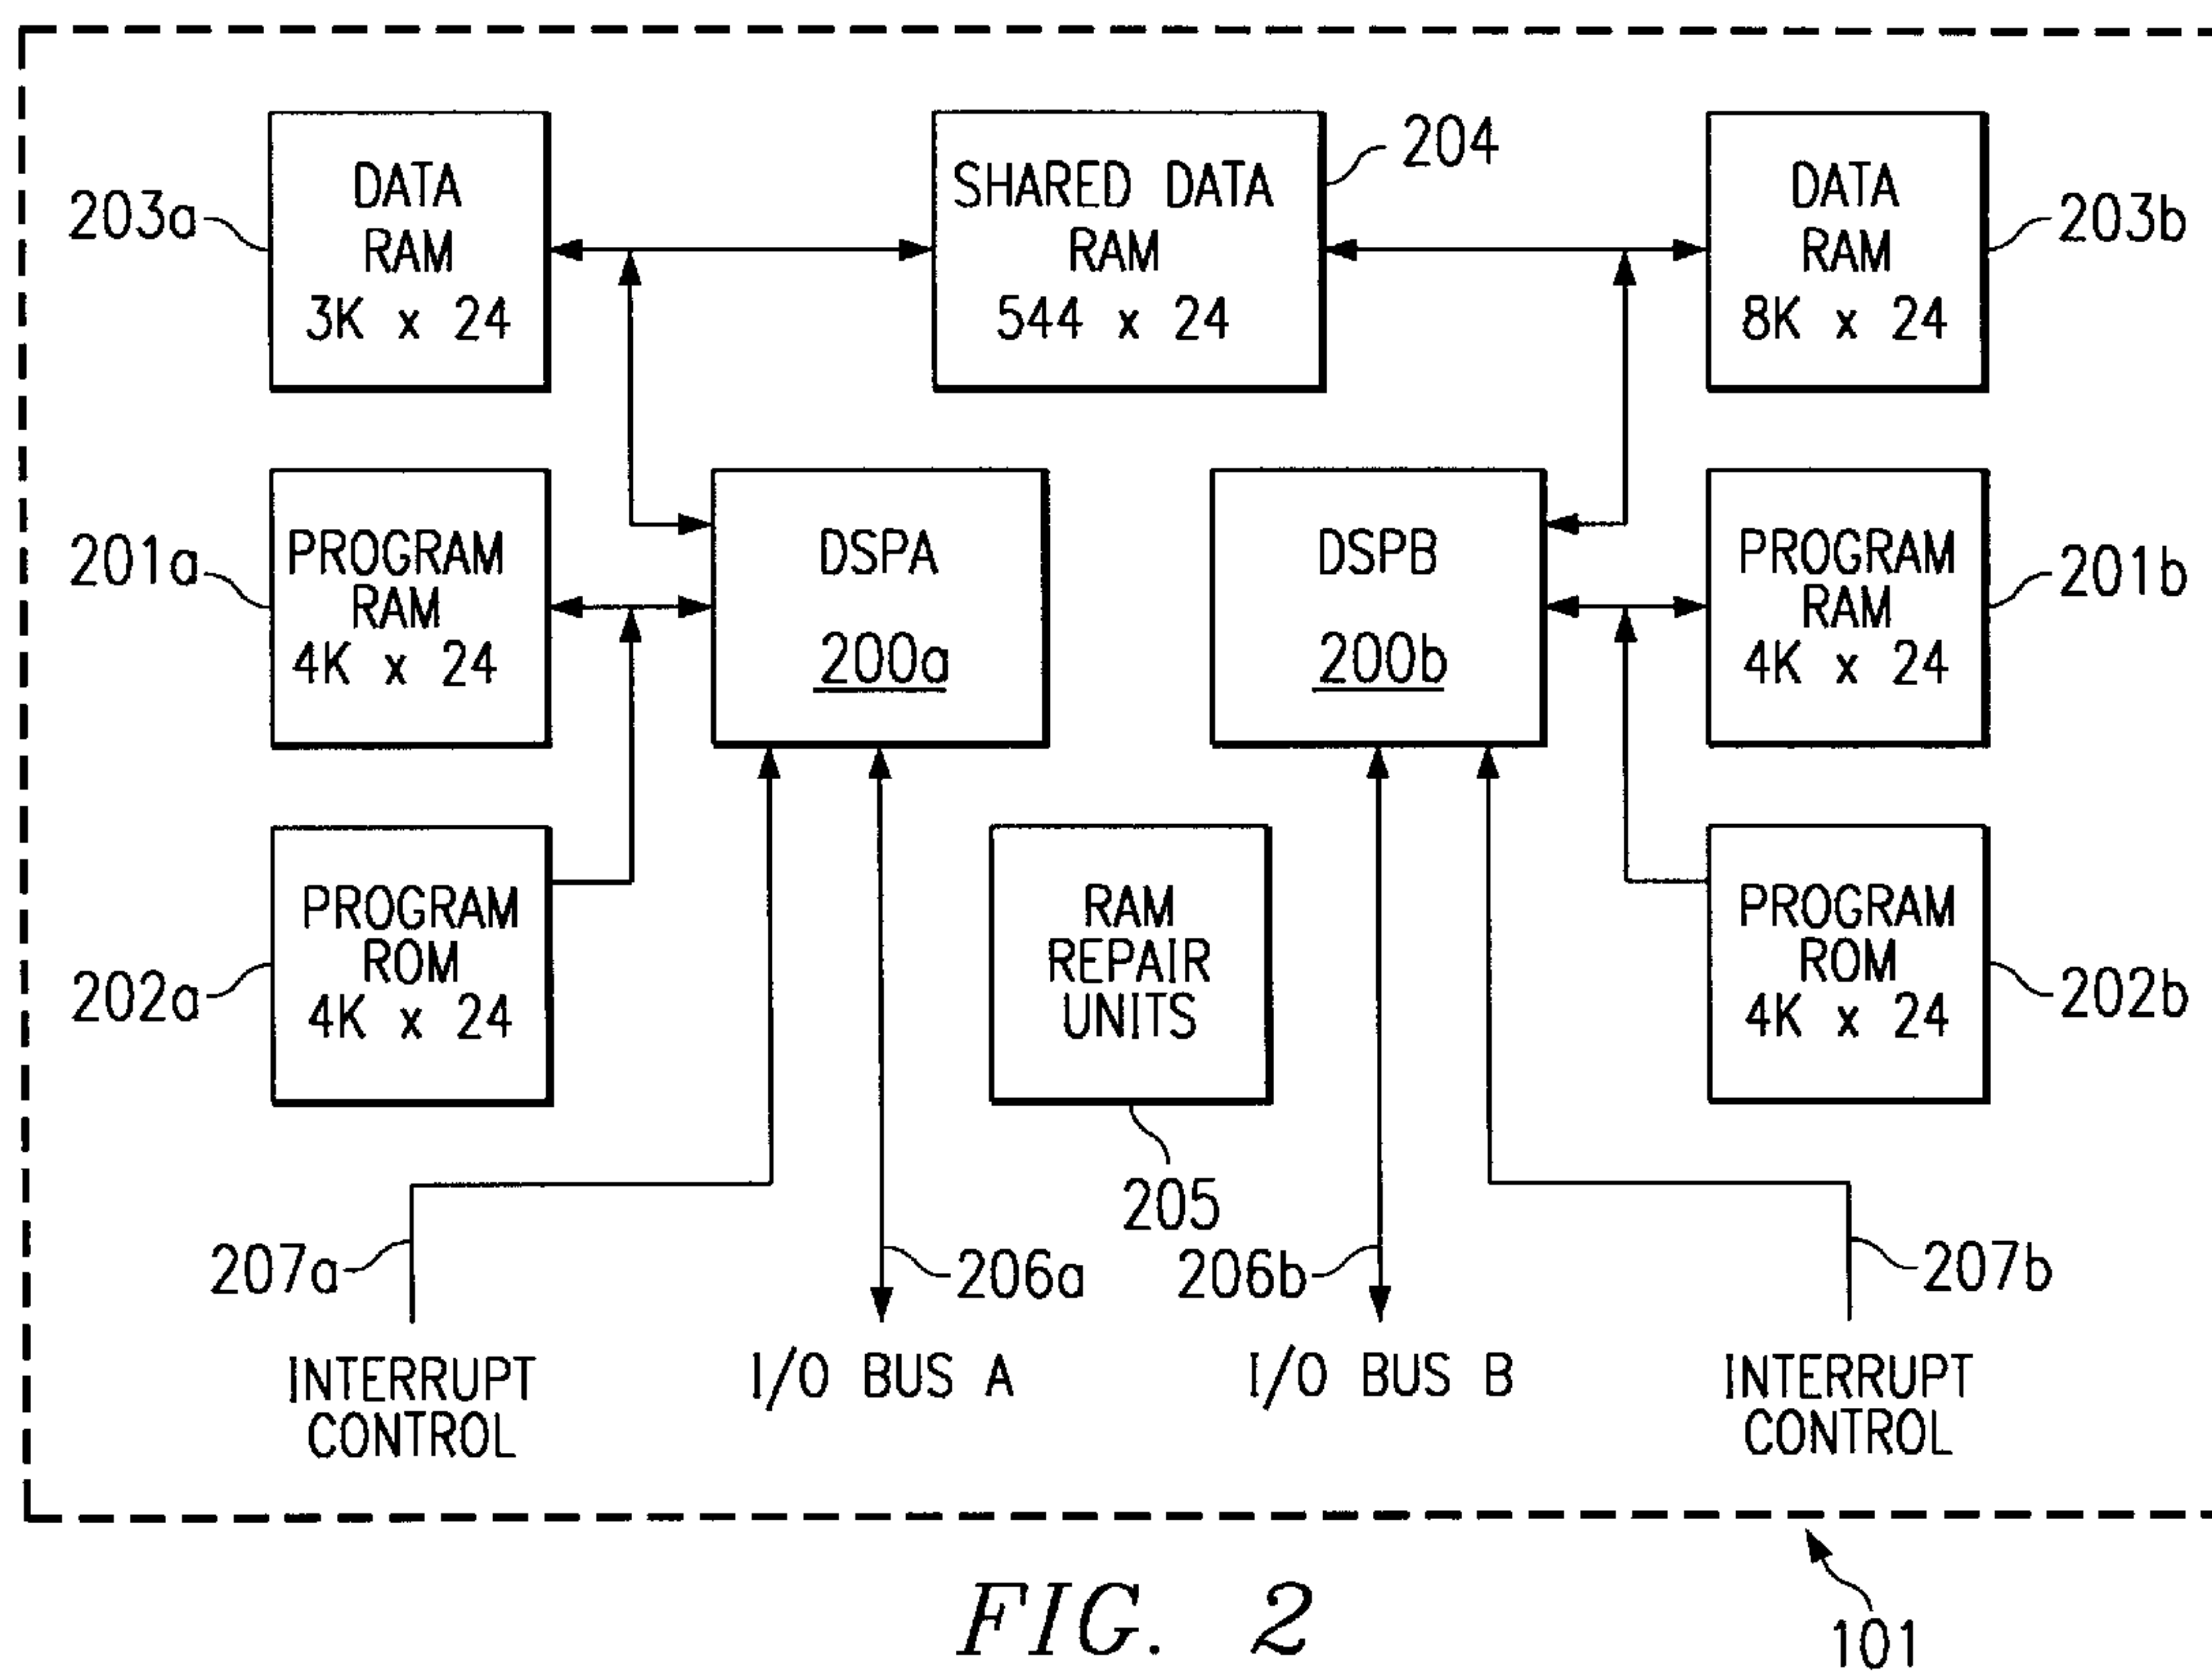 204
DATA
RAM
3K x 24
203a
SHARED DATA
RAM
544 x 24
DATA
RAM
8K x 24
203b
PROGRAM
RAM
4K x 24
201a
DSPA
200a
DSPB
200b
PROGRAM
RAM
4K x 24
201b
PROGRAM
ROM
4K x 24
202a
RAM
REPAIR
UNITS
205
PROGRAM
ROM
4K x 24
202b
207a
206a
206b
207b
INTERRUPT
CONTROL
I/O BUS A
I/O BUS B
INTERRUPT
CONTROL
FIG. 2
101